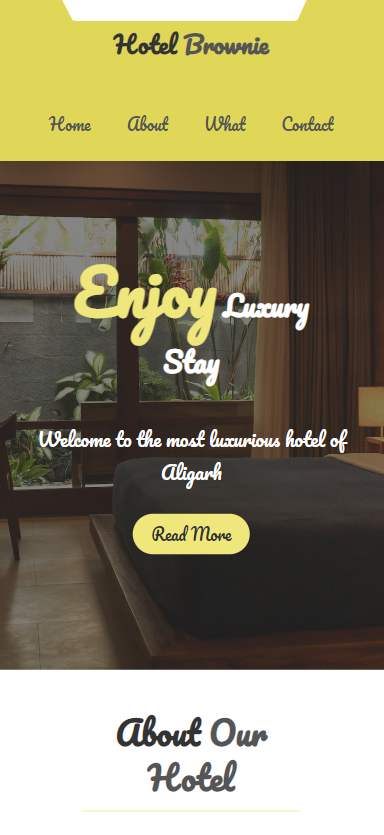 Hotel Brownie
Home About What Contact
Enjoy Luxury
Stay
Welcome to the most luxurious hotel of
Aligarh
Read More
About Our
Hotel